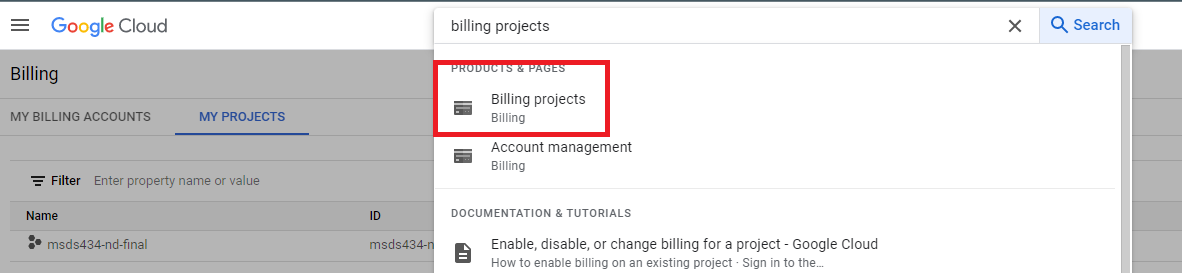 Google Cloud
billing projects
Search
Billing
PRODUCTS & PAGES
Billing projects
Billing
MY BILLING ACCOUNTS
MY PROJECTS
Account management
Billing
Filter
Enter property name or value
Name
ID
DOCUMENTATION & TUTORIALS
msds434-nd-final
msds434-n
Enable, disable, or change billing for a project - Google Cloud
How to enable billing on an existing project · Sign in to the…